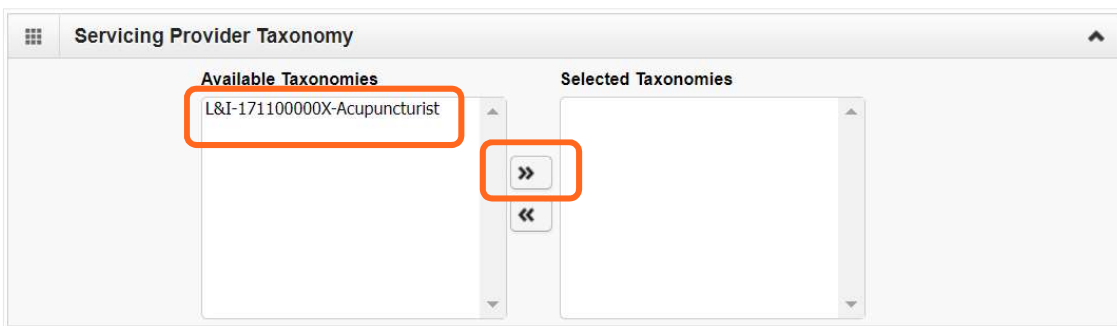 Servicing Provider Taxonomy
Available Taxonomies
Selected Taxonomies
L&I-171100000X-Acupuncturist
»
«